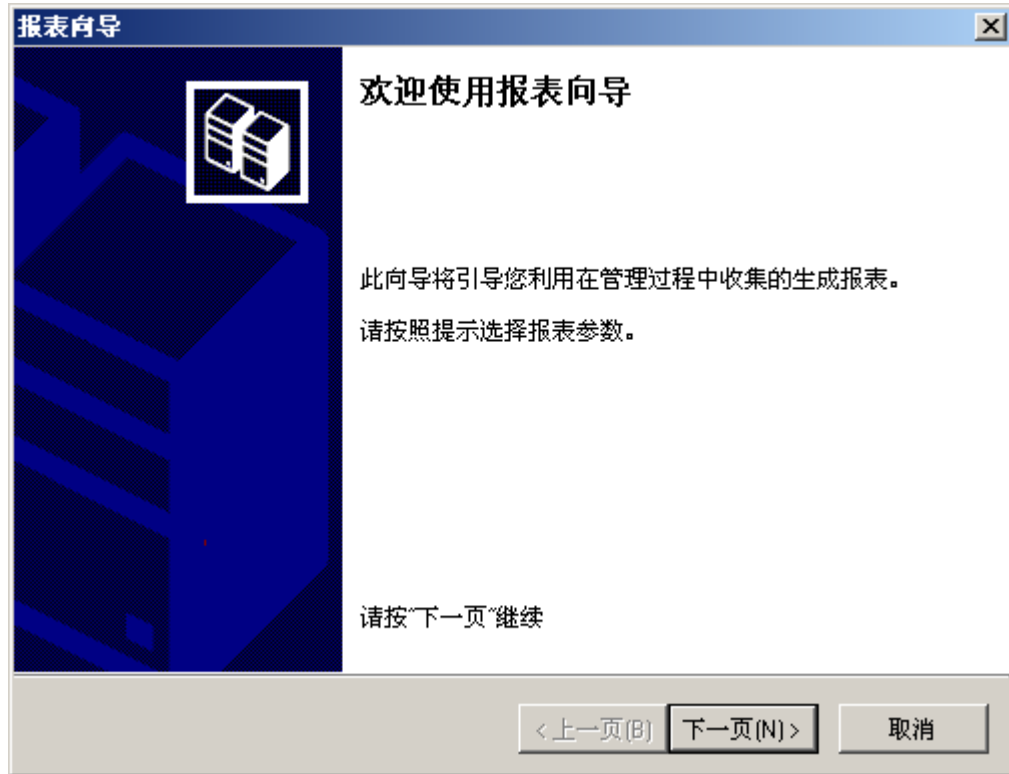 报表向导
欢迎使用报表向导
此向导将引导您利用在管理过程中收集的生成报表。
请按照提示选择报表参数。
请按"下一页"继续
<上一页(B)
下一页(N)>
取消